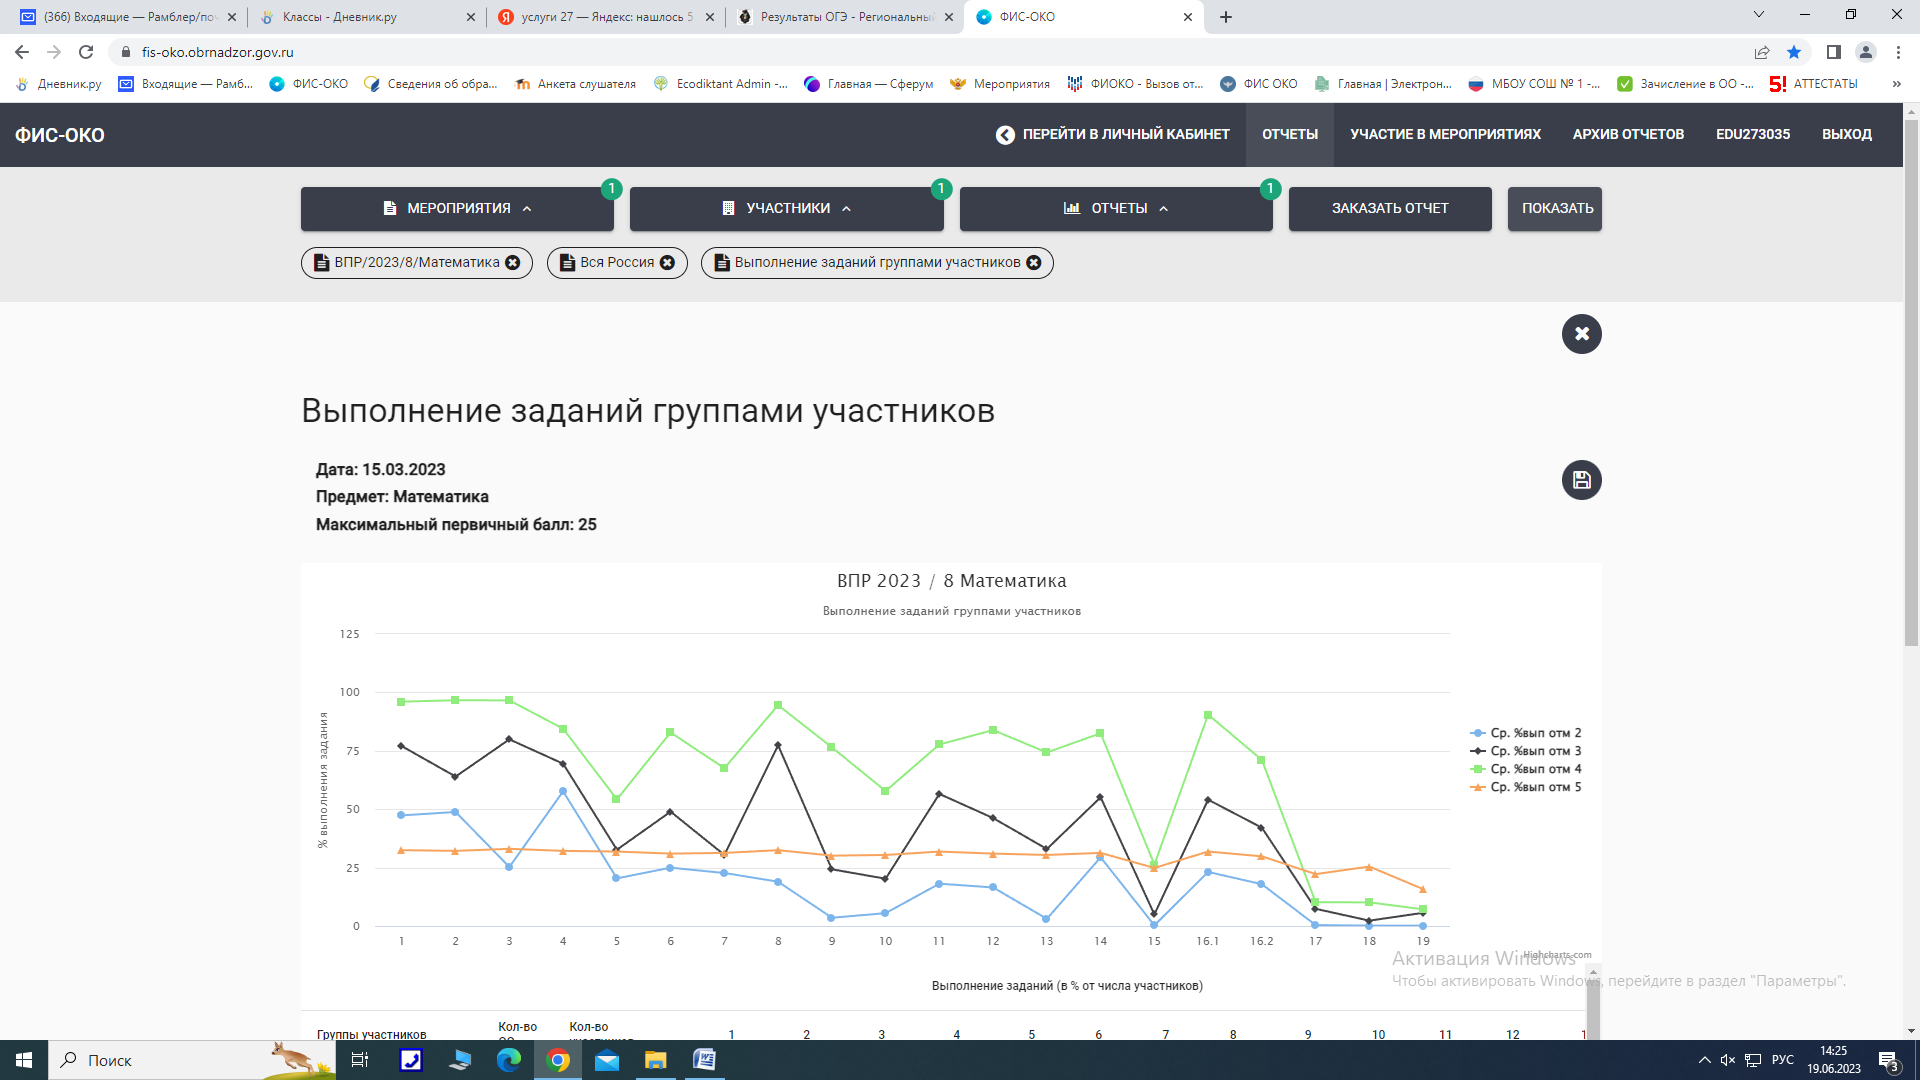 (366) Входящие — Рамблер/поч
Классы - Дневник.ру
услуги 27 — Яндекс: нашлось 5
Результаты ОГЭ - Региональный
ФИС-ОКО
fis-oko.obrnadzor.gov.ru
Дневник.ру
Входящие — Рамб...
ФИС-ОКО
Сведения об обра...
Анкета слушателя
Ecodiktant Admin -...
Главная — Сферум
Мероприятия
ФИОКО - Вызов от...
ФИС ОКО
Главная | Электрон...
МБОУ СОШ № 1 -...
Зачисление в ОО -...
5! АТТЕСТАТЫ
»
ФИС-ОКО
ПЕРЕЙТИ В ЛИЧНЫЙ КАБИНЕТ
ОТЧЕТЫ
УЧАСТИЕ В МЕРОПРИЯТИЯХ
АРХИВ ОТЧЕТОВ
EDU273035
ВЫХОД
МЕРОПРИЯТИЯ
1
УЧАСТНИКИ
1
ОТЧЕТЫ
1
ЗАКАЗАТЬ ОТЧЕТ
ПОКАЗАТЬ
ВПР/2023/8/Математика
Вся Россия
Выполнение заданий группами участников
Выполнение заданий группами участников
Дата: 15.03.2023
Предмет: Математика
Максимальный первичный балл: 25
ВПР 2023 / 8 Математика
Выполнение заданий группами участников
% выполнения задания
125
100
75
50
25
0
1 2 3 4 5 6 7 8 9 10 11 12 13 14 15 16.1 16.2 17 18 19
Ср. %вып отм 2
Ср. %вып отм 3
Ср. %вып отм 4
Ср. %вып отм 5
Highcharts.com
Активация Windows
Чтобы активировать Windows, перейдите в раздел "Параметры".
Выполнение заданий (в % от числа участников)
Группы участников Кол-во Кол-во 1 2 3 4 5 6 7 8 9 10 11 12 1
Поиск
РУС
14:25
19.06.2023
3